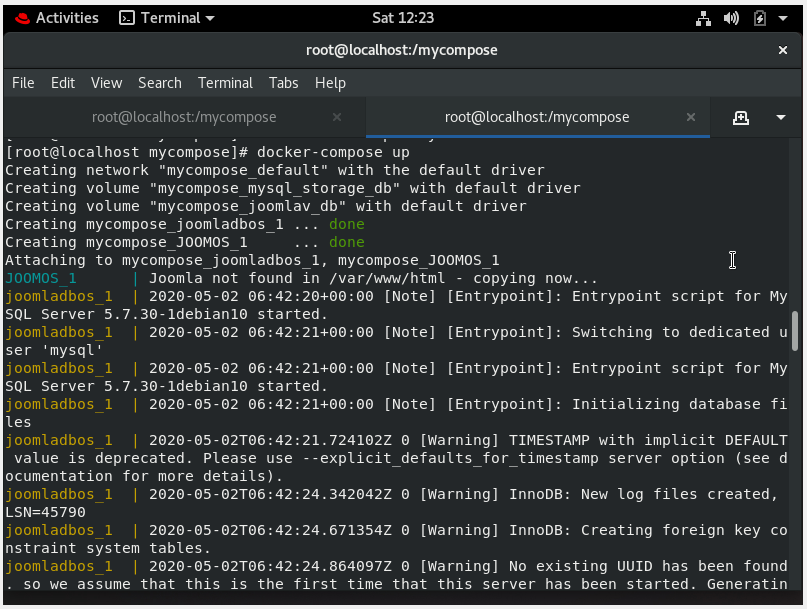 Activities Terminal Sat 12:23
root@localhost:/mycompose ×
File Edit View Search Terminal Tabs Help
root@localhost:/mycompose × root@localhost:/mycompose ×
[root@localhost mycompose]# docker-compose up
Creating network "mycompose_default" with the default driver
Creating volume "mycompose_mysql_storage_db" with default driver
Creating volume "mycompose_joomlav_db" with default driver
Creating mycompose_joomladbos_1 ... done
Creating mycompose_JOOMOS_1     ... done
Attaching to mycompose_joomladbos_1, mycompose_JOOMOS_1
JOOMOS_1      | Joomla not found in /var/www/html - copying now...
joomladbos_1  | 2020-05-02 06:42:20+00:00 [Note] [Entrypoint]: Entrypoint script for My
SQL Server 5.7.30-1debian10 started.
joomladbos_1  | 2020-05-02 06:42:21+00:00 [Note] [Entrypoint]: Switching to dedicated u
ser 'mysql'
joomladbos_1  | 2020-05-02 06:42:21+00:00 [Note] [Entrypoint]: Entrypoint script for My
SQL Server 5.7.30-1debian10 started.
joomladbos_1  | 2020-05-02 06:42:21+00:00 [Note] [Entrypoint]: Initializing database fi
les
joomladbos_1  | 2020-05-02T06:42:21.724102Z 0 [Warning] TIMESTAMP with implicit DEFAULT
 value is deprecated. Please use --explicit_defaults_for_timestamp server option (see d
ocumentation for more details).
joomladbos_1  | 2020-05-02T06:42:24.342042Z 0 [Warning] InnoDB: New log files created,
LSN=45790
joomladbos_1  | 2020-05-02T06:42:24.671354Z 0 [Warning] InnoDB: Creating foreign key co
nstraint system tables.
joomladbos_1  | 2020-05-02T06:42:24.864097Z 0 [Warning] No existing UUID has been found
. so we assume that this is the first time that this server has been started. Generatin